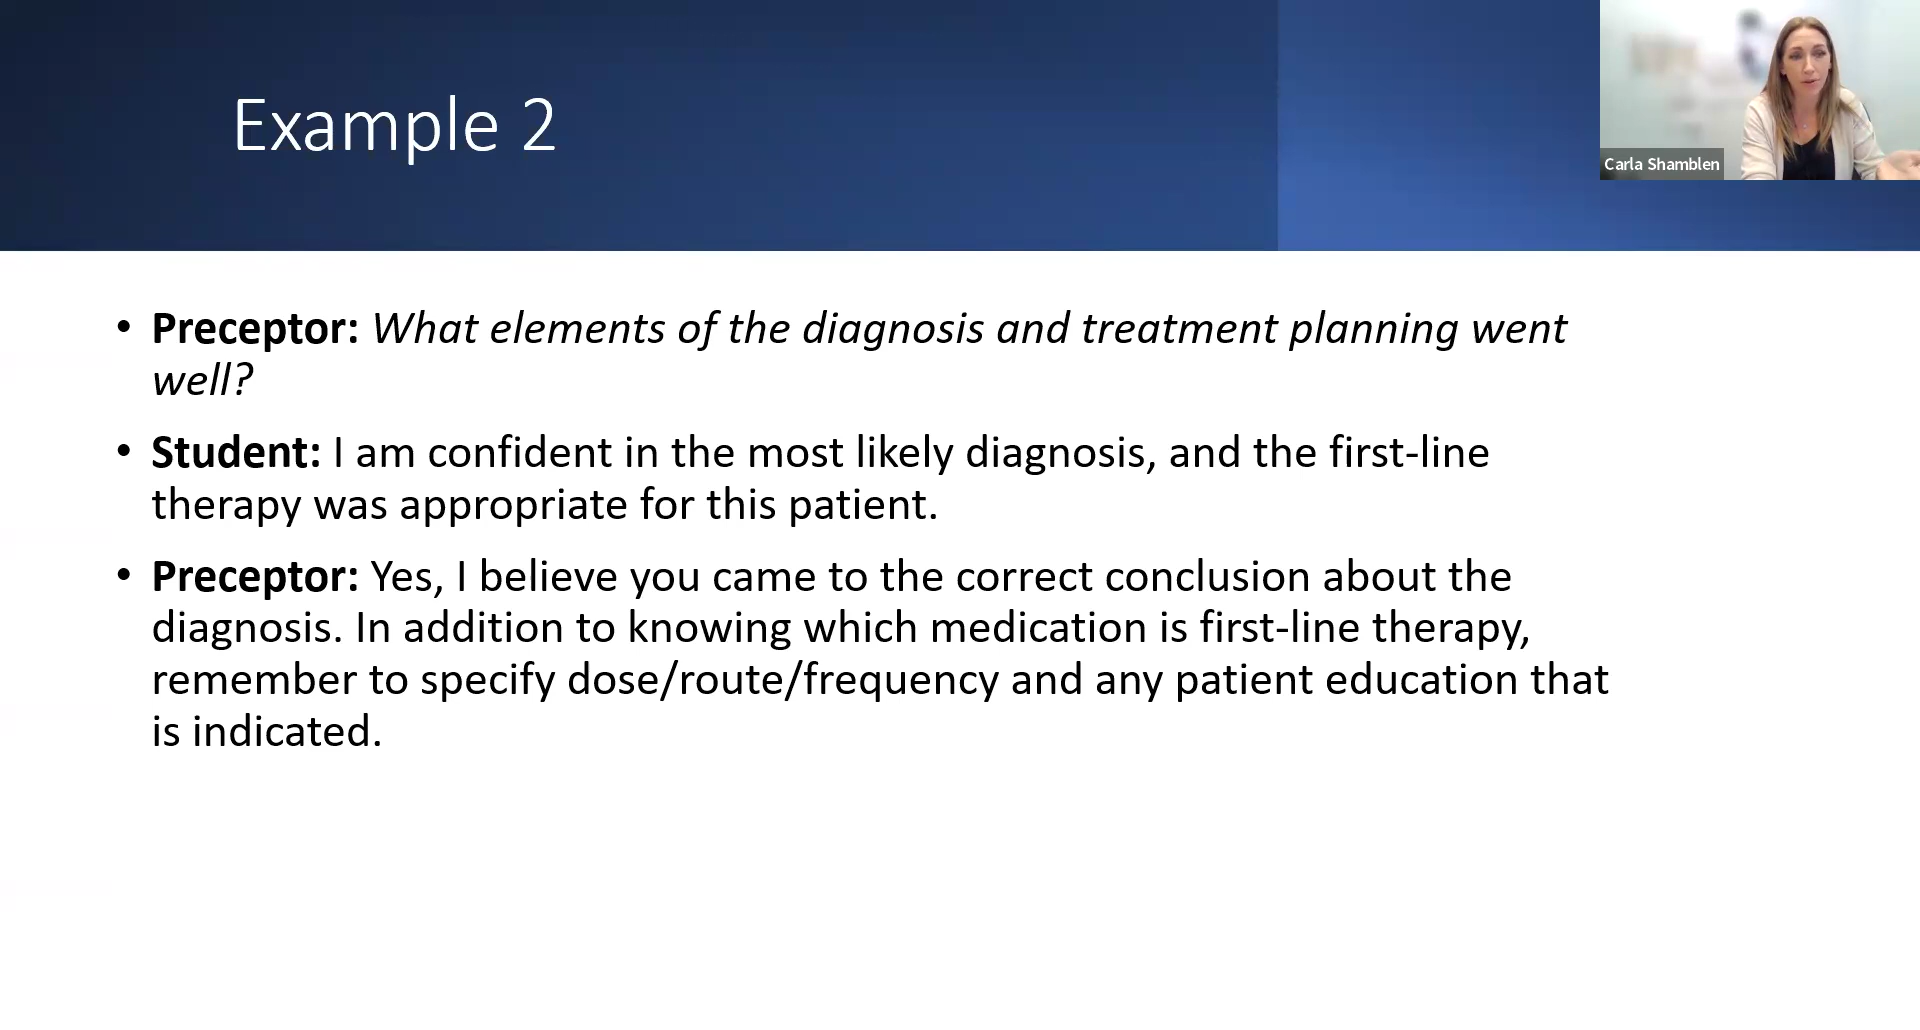 Example 2
Carla Shamblen
• Preceptor: What elements of the diagnosis and treatment planning went
well?
• Student: I am confident in the most likely diagnosis, and the first-line
therapy was appropriate for this patient.
• Preceptor: Yes, I believe you came to the correct conclusion about the
diagnosis. In addition to knowing which medication is first-line therapy,
remember to specify dose/route/frequency and any patient education that
is indicated.